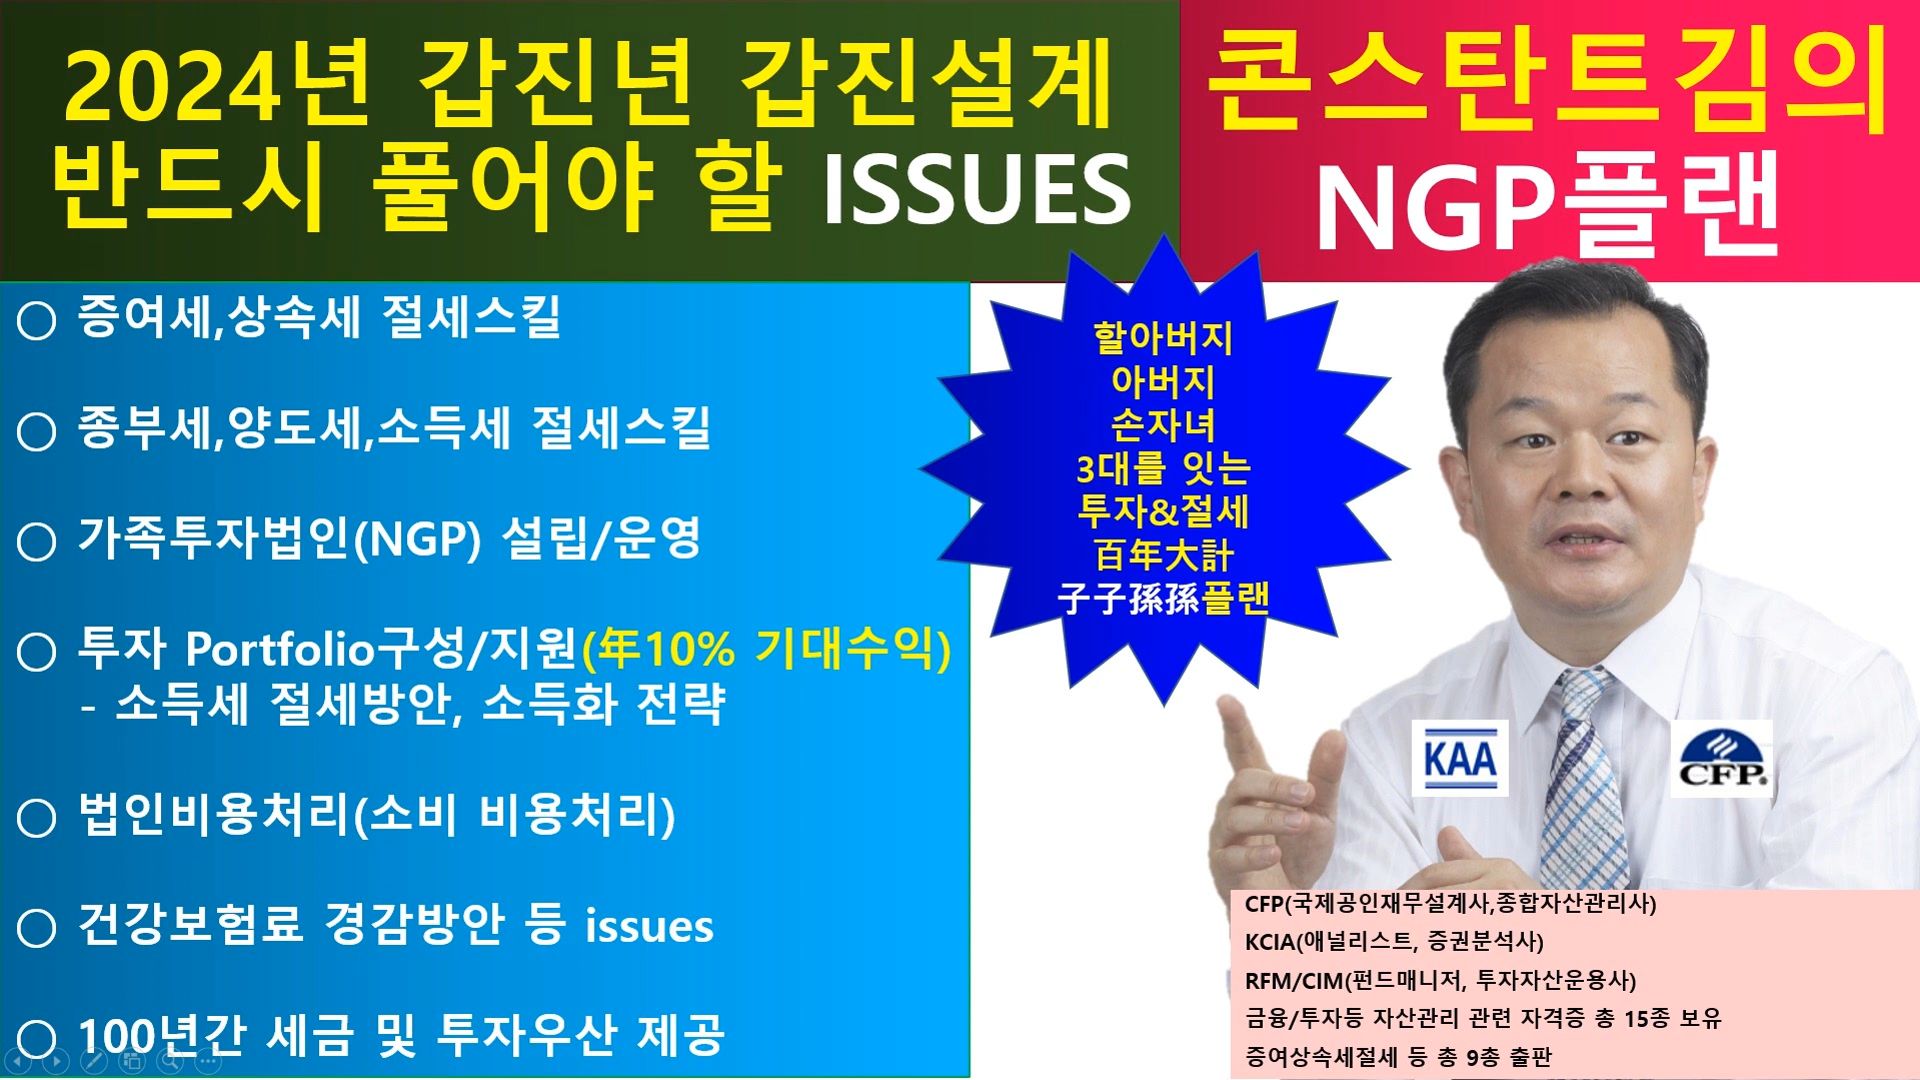 2024년 갑진년 갑진설계
반드시 풀어야 할 ISSUES
콘스탄트김의
NGP플랜
○ 증여세,상속세 절세스킬
○ 종부세,양도세,소득세 절세스킬
○ 가족투자법인(NGP) 설립/운영
○ 투자 Portfolio구성/지원(年10% 기대수익)
- 소득세 절세방안, 소득화 전략
○ 법인비용처리(소비 비용처리)
○ 건강보험료 경감방안 등 issues
○ 100년간 세금 및 투자우산 제공
할아버지
아버지
손자녀
3대를 잇는
투자&절세
百年大計
子子孫孫플랜
KAA
CFP®
CFP(국제공인재무설계사,종합자산관리사)
KCIA(애널리스트, 증권분석사)
RFM/CIM(펀드매니저, 투자자산운용사)
금융/투자등 자산관리 관련 자격증 총 15종 보유
증여상속세절세 등 총 9총 출판